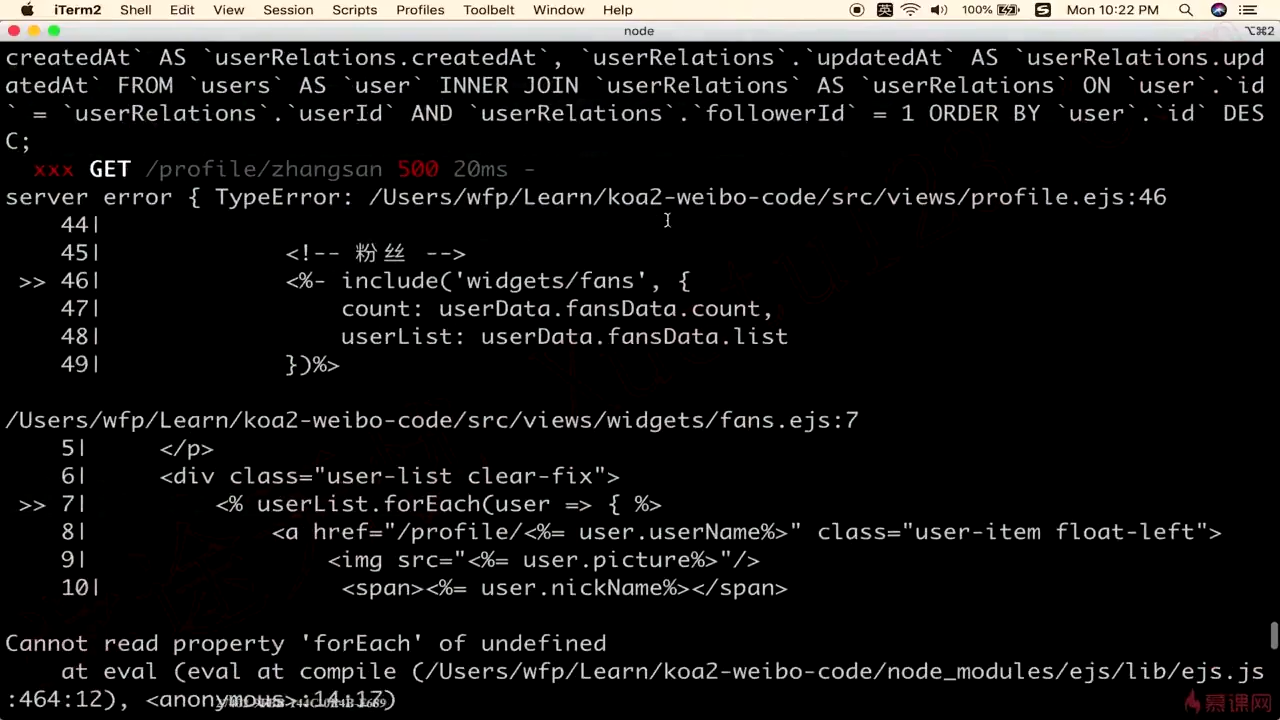 iTerm2 Shell Edit View Session Scripts Profiles Toolbelt Window Help 英 100% Mon 10:22 PM
node ⌥⌘2
createdAt` AS `userRelations.createdAt`, `userRelations`.`updatedAt` AS `userRelations.upd
atedAt` FROM `users` AS `user` INNER JOIN `userRelations` AS `userRelations` ON `user`.`id
` = `userRelations`.`userId` AND `userRelations`.`followerId` = 1 ORDER BY `user`.`id` DES
C;
xxx GET /profile/zhangsan 500 20ms -
server error { TypeError: /Users/wfp/Learn/koa2-weibo-code/src/views/profile.ejs:46
44|
45| <!-- 粉丝 -->
>> 46| <%- include('widgets/fans', {
47| count: userData.fansData.count,
48| userList: userData.fansData.list
49| })%>
/Users/wfp/Learn/koa2-weibo-code/src/views/widgets/fans.ejs:7
5| </p>
6| <div class="user-list clear-fix">
>> 7| <% userList.forEach(user => { %>
8| <a href="/profile/<%= user.userName%>" class="user-item float-left">
9| <img src="<%= user.picture%>"/>
10| <span><%= user.nickName%></span>
Cannot read property 'forEach' of undefined
at eval (eval at compile (/Users/wfp/Learn/koa2-weibo-code/node_modules/ejs/lib/ejs.js
:464:12), <anonymous>:14:17)
慕课网